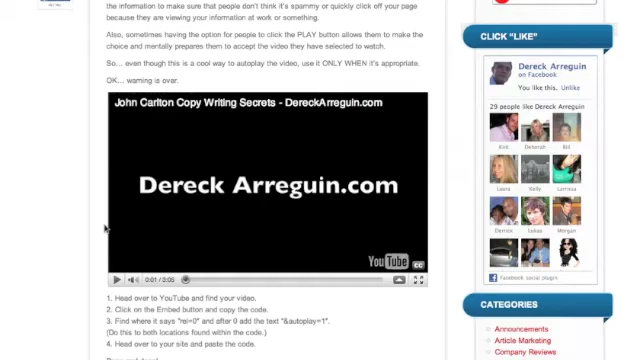 the information to make sure that people don't think it's spammy or quickly click off your page
because they are viewing your information at work or something.
Also, sometimes having the option for people to click the PLAY button allows them to make the
choice and mentally prepares them to accept the video they have selected to watch.
So… even though this is a cool way to autoplay the video, use it ONLY WHEN it's appropriate.
OK… warning is over.
John Carlton Copy Writing Secrets - DereckArreguin.com
Dereck Arreguin.com
YouTube
CC
0:01 / 3:05
1. Head over to YouTube and find your video.
2. Click on the Embed button and copy the code.
3. Find where it says "rel=0" and after 0 add the text "&autoplay=1".
(Do this to both locations found within the code.)
4. Head over to your site and paste the code.
CLICK “LIKE”
Dereck Arreguin
on Facebook
You like this. Unlike
29 people like Dereck Arreguin
Kirk Deborah Bill
Laura Kelly Larrissa
Derrick Lukas Morgan
Facebook social plugin
CATEGORIES
Announcements
Article Marketing
Company Reviews